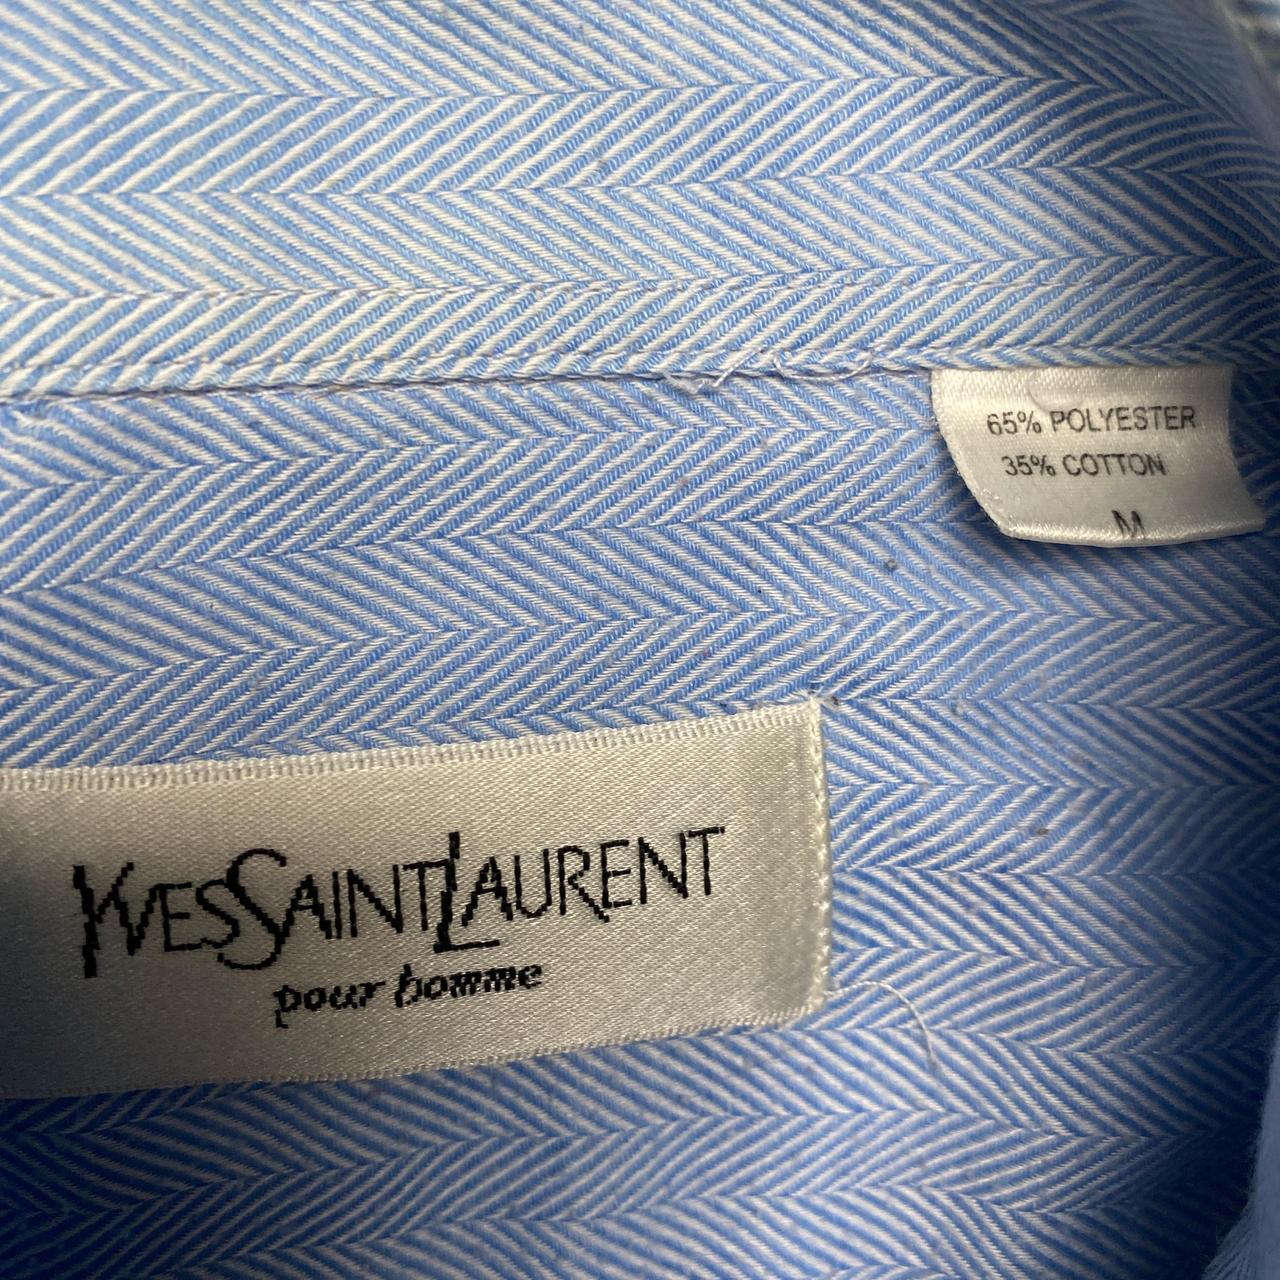 65% POLYESTER
35% COTTON
M
YVESSAINTLAURENT
pour homme